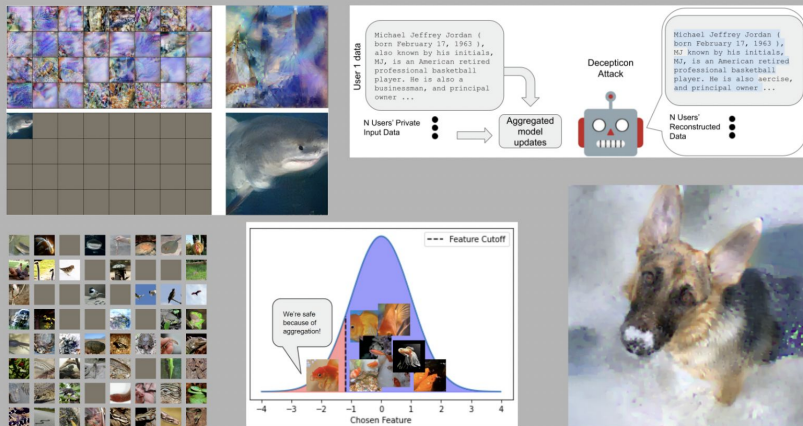 User 1 data
Michael Jeffrey Jordan (
born February 17, 1963 ),
also known by his initials,
MJ, is an American retired
professional basketball
player. He is also a
businessman, and principal
owner ...
N Users' Private
Input Data
Aggregated
model
updates
Decepticon
Attack
Michael Jeffrey Jordan (
born February 17, 1963 ),
MJ known by his initials,
MJ, is an American retired
professional basketball
player. He is also aercise,
and principal owner ...
N Users'
Reconstructed
Data
Feature Cutoff
We're safe
because of
aggregation!
−4 −3 −2 −1 0 1 2 3 4
Chosen Feature